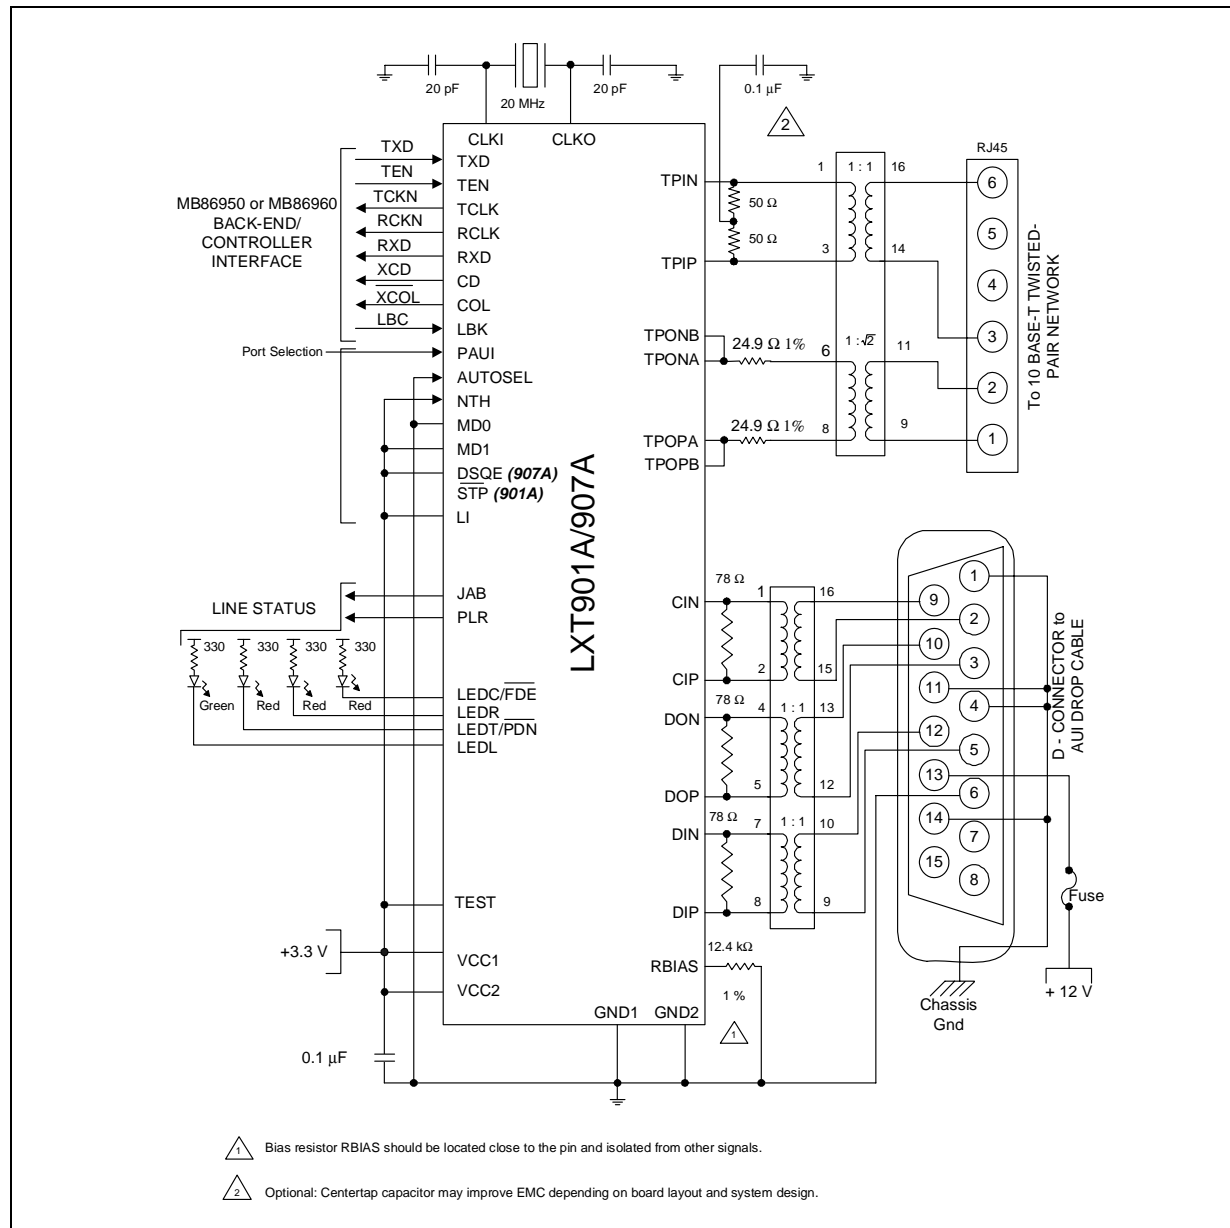 20 pF
20 MHz
20 pF
0.1 µF
2
CLKI
CLKO
MB86950 or MB86960
BACK-END/
CONTROLLER
INTERFACE
TXD
TEN
TCKN
RCKN
RXD
XCD
XCOL
LBC
Port Selection
TXD
TEN
TCLK
RCLK
RXD
CD
COL
LBK
PAUI
AUTOSEL
NTH
MD0
MD1
DSQE (907A)
STP (901A)
LI
LINE STATUS
JAB
PLR
330
330
330
330
Green
Red
Red
Red
LEDC/FDE
LEDR
LEDT/PDN
LEDL
TEST
+3.3 V
VCC1
VCC2
0.1 µF
LXT901A/907A
GND1
GND2
TPIN
TPIP
50 Ω
50 Ω
1
1 : 1
16
3
14
TPONB
TPONA
24.9 Ω 1%
6
1 : √2
11
TPOPA
TPOPB
24.9 Ω 1%
8
9
RJ45
6
5
4
3
2
1
To 10 BASE-T TWISTED-
PAIR NETWORK
CIN
CIP
78 Ω
1
16
2
15
DON
DOP
78 Ω
4
1 : 1
13
5
12
DIN
DIP
78 Ω
7
1 : 1
10
8
9
RBIAS
12.4 kΩ
1 %
1
1
9
2
10
3
11
4
12
5
13
6
14
7
15
8
D - CONNECTOR to
AUI DROP CABLE
Fuse
+ 12 V
Chassis
Gnd
1 Bias resistor RBIAS should be located close to the pin and isolated from other signals.
2 Optional: Centertap capacitor may improve EMC depending on board layout and system design.